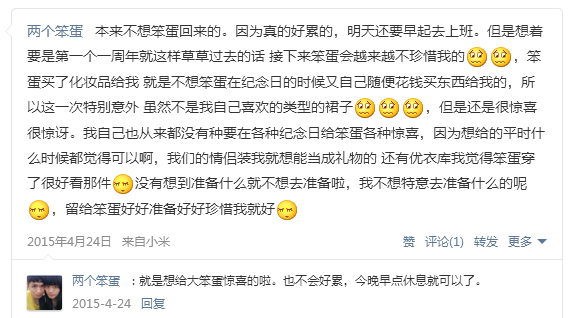 两个笨蛋 本来不想笨蛋回来的。因为真的好累的，明天还要早起去上班。但是想着
要是第一个一周年就这样草草过去的话 接下来笨蛋会越来越不珍惜我的，笨
蛋买了化妆品给我 就是不想笨蛋在纪念日的时候又自己随便花钱买东西给我的，所
以这一次特别意外 虽然不是我自己喜欢的类型的裙子，但是还是很惊喜
很惊讶。我自己也从来都没有种要在各种纪念日给笨蛋各种惊喜，因为想给的平时什
么时候都觉得可以啊，我们的情侣装我就想能当成礼物的 还有优衣库我觉得笨蛋穿
了很好看那件没有想到准备什么就不想去准备啦，我不想特意去准备什么的呢
，留给笨蛋好好准备好好珍惜我就好
2015年4月24日 来自小米 赞 评论(1) 转发 更多
两个笨蛋 ：就是想给大笨蛋惊喜的啦。也不会好累，今晚早点休息就可以了。
2015-4-24 回复